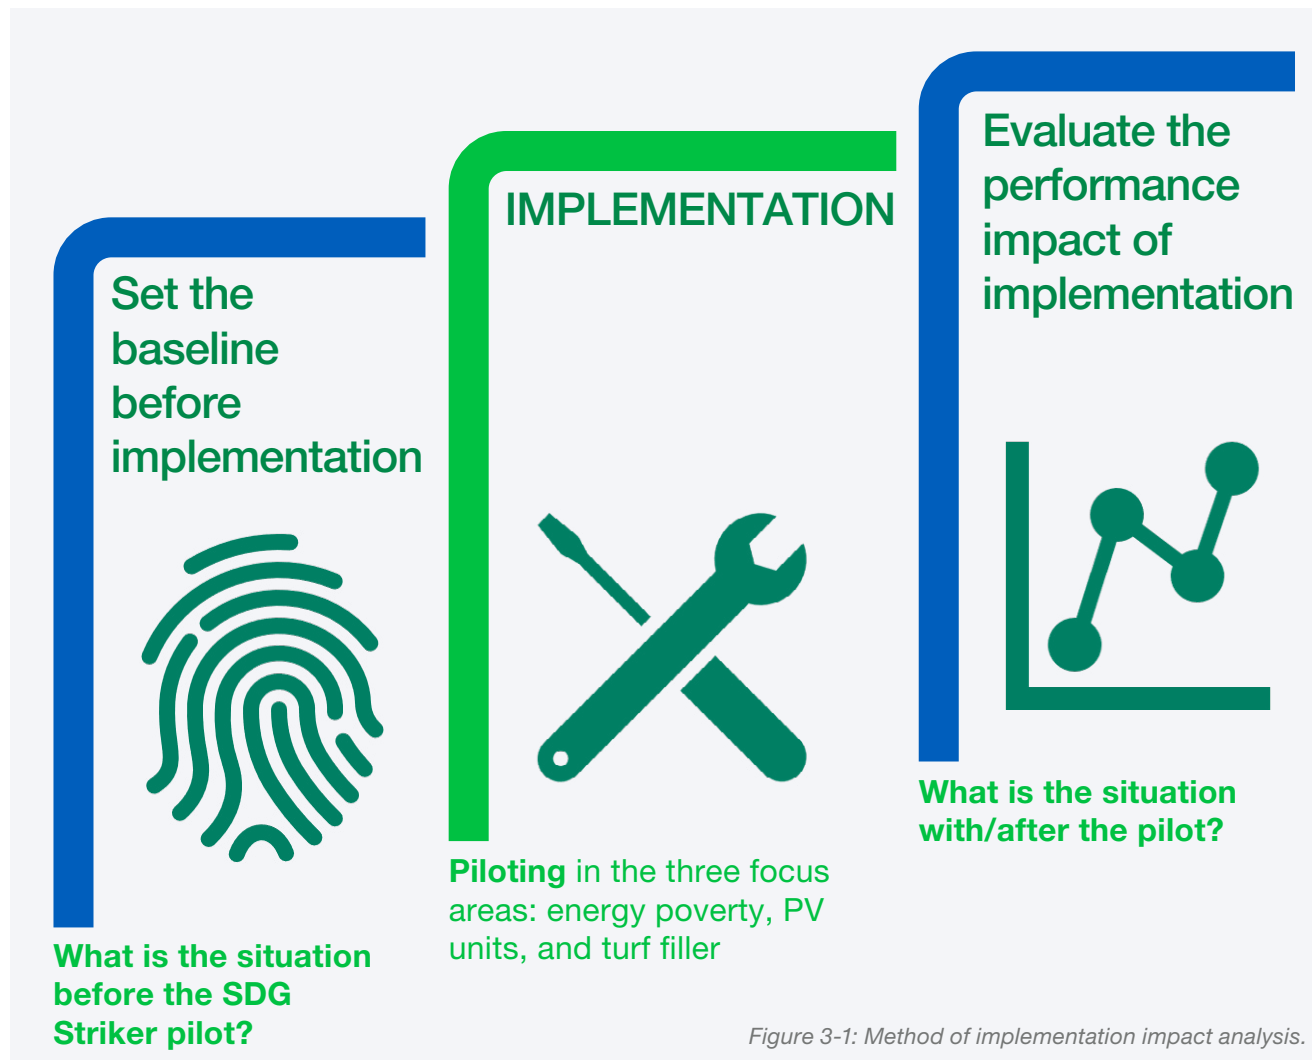 Set the
baseline
before
implementation
What is the situation
before the SDG
Striker pilot?
IMPLEMENTATION
Piloting in the three focus
areas: energy poverty, PV
units, and turf filler
Evaluate the
performance
impact of
implementation
What is the situation
with/after the pilot?
Figure 3-1: Method of implementation impact analysis.